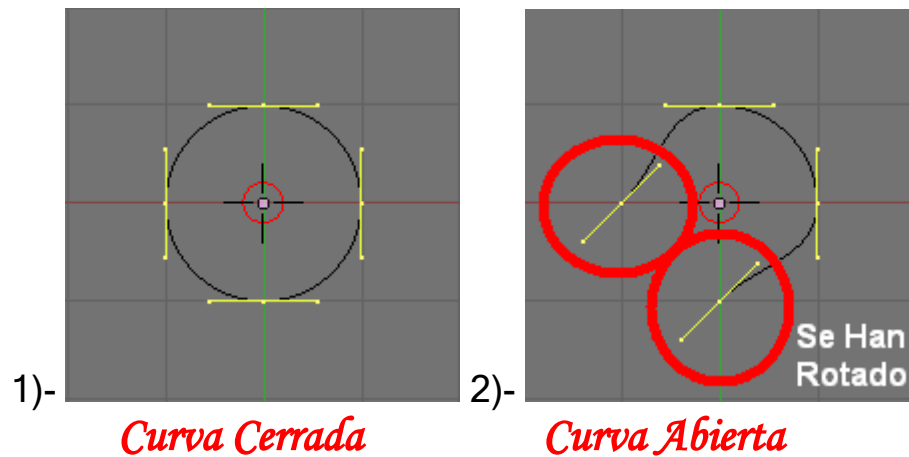 Se Han
Rotado
1)-
2)-
Curva Cerrada
Curva Abierta